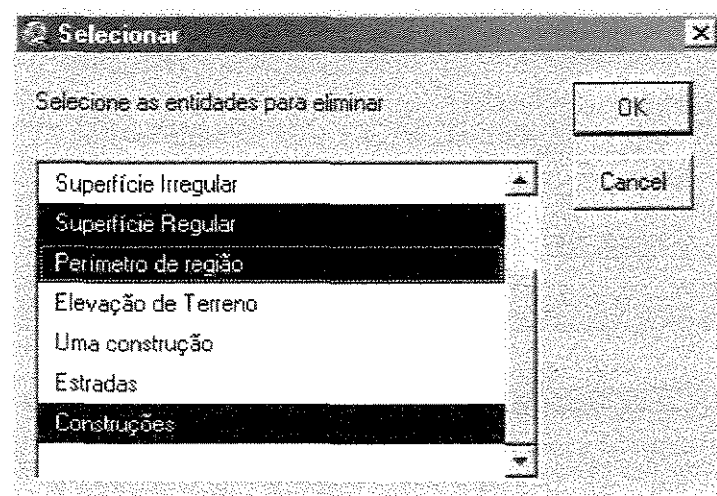 Selecionar
Selecione as entidades para eliminar
OK
Cancel
Superfície Irregular
Superfície Regular
Perímetro de região
Elevação de Terreno
Uma construção
Estradas
Construções